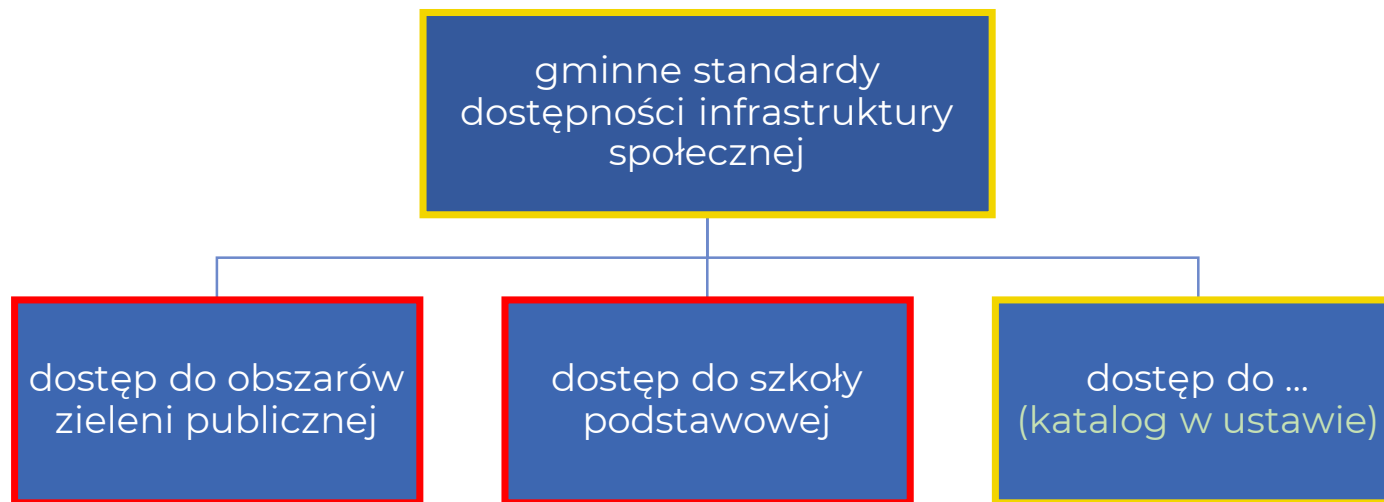 gminne standardy
dostępności infrastruktury
społecznej
dostęp do obszarów
zieleni publicznej
dostęp do szkoły
podstawowej
dostęp do ...
(katalog w ustawie)